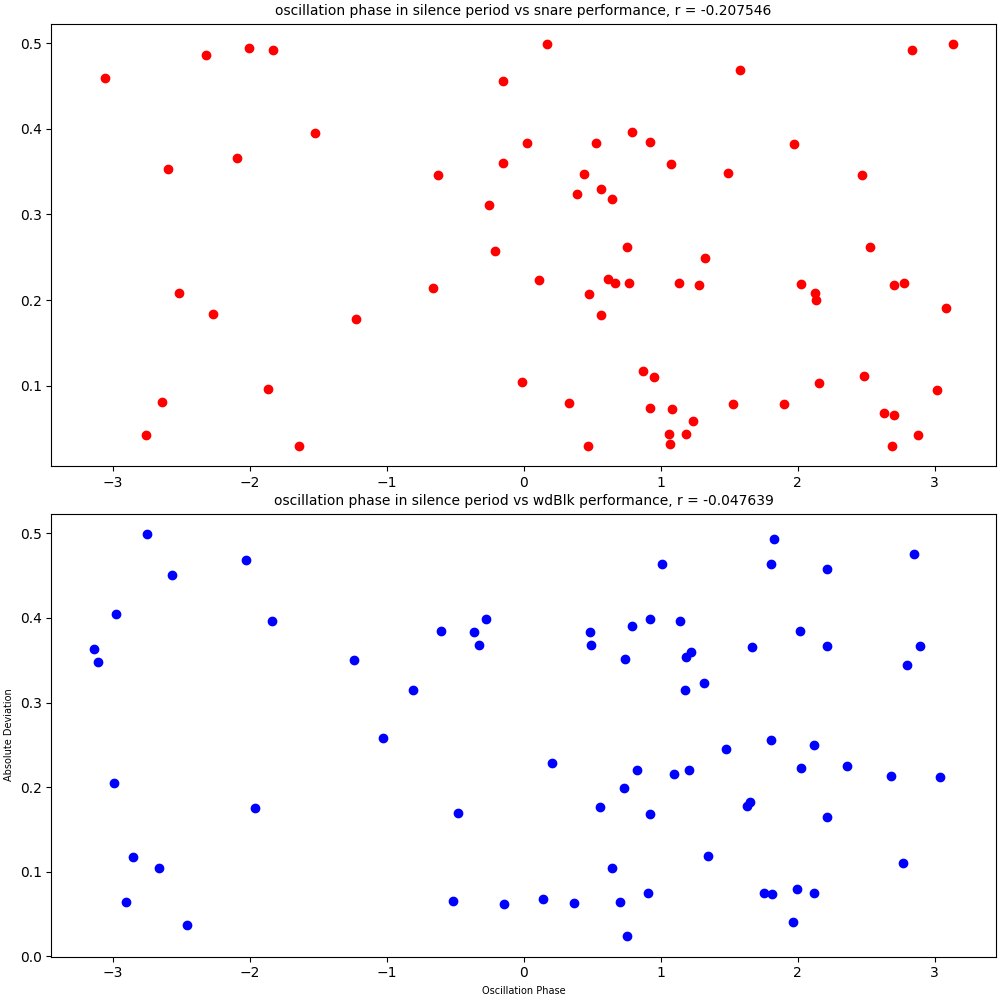 oscillation phase in silence period vs snare performance, r = -0.207546
0.5
0.4
0.3
0.2
0.1
−3 −2 −1 0 1 2 3
oscillation phase in silence period vs wdBlk performance, r = -0.047639
0.5
0.4
0.3
0.2
0.1
0.0
Absolute Deviation
−3 −2 −1 0 1 2 3
Oscillation Phase